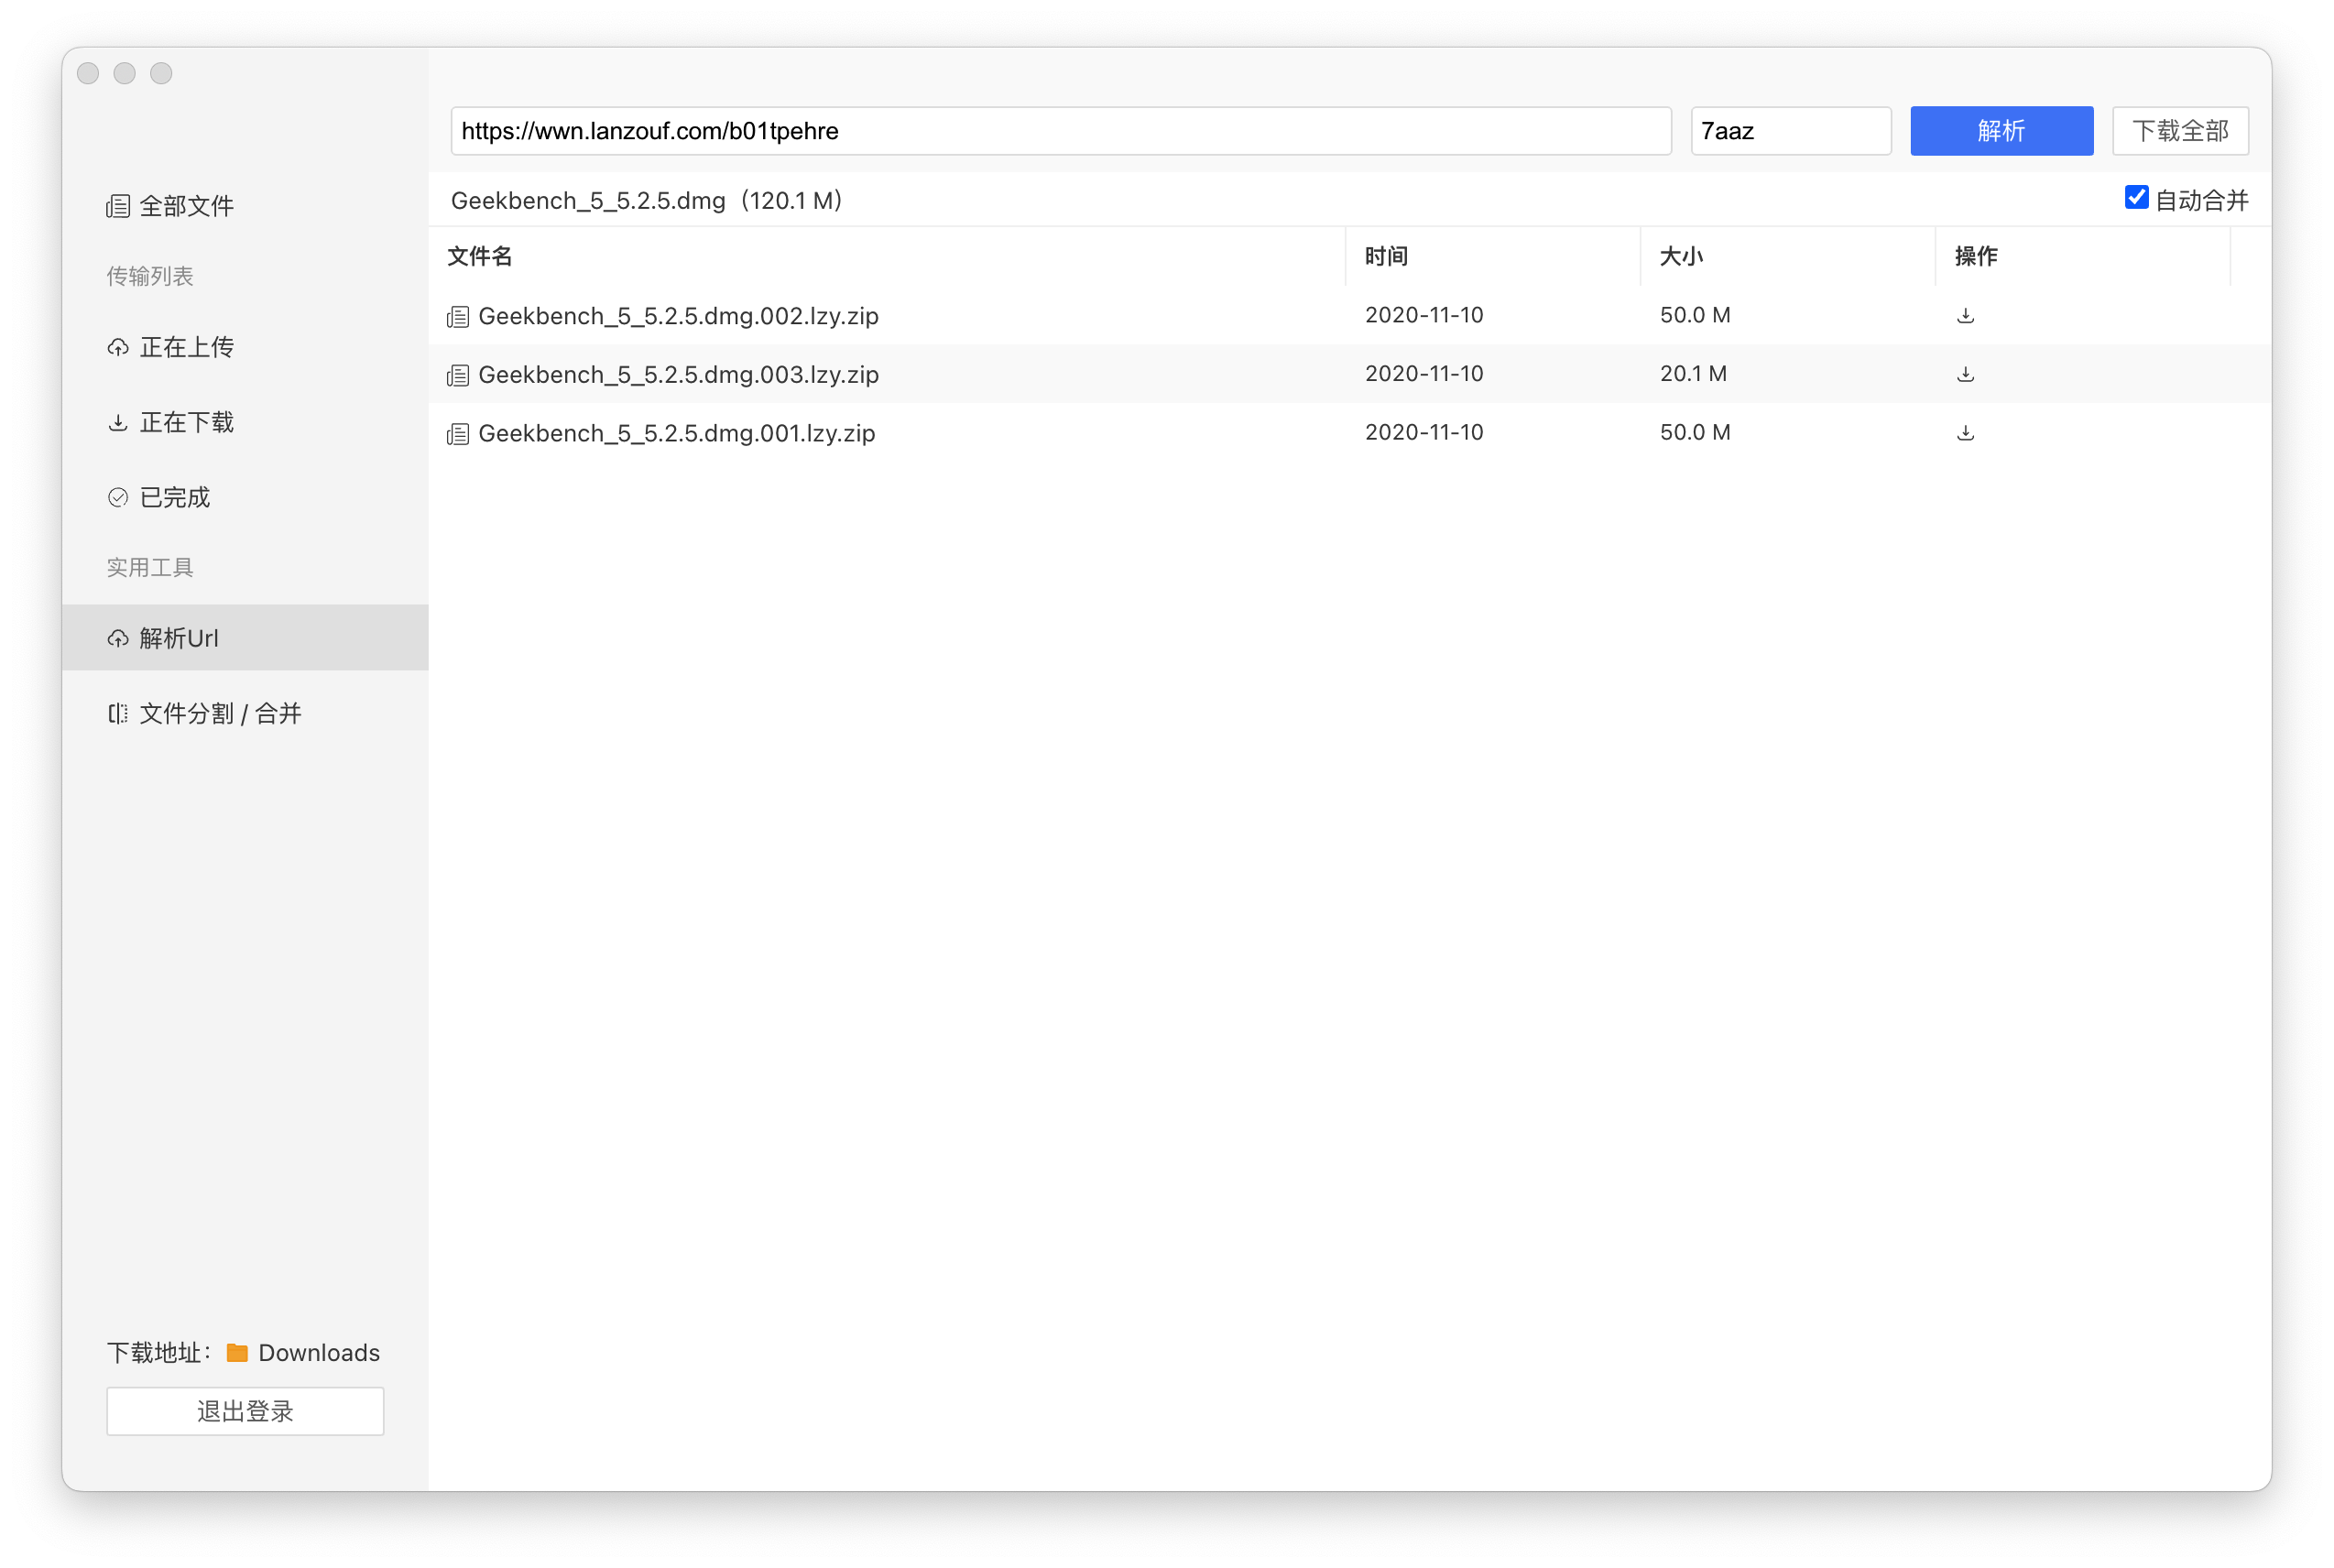 https://wwn.lanzouf.com/b01tpehre 7aaz 解析 下载全部
Geekbench_5_5.2.5.dmg（120.1 M） 自动合并
文件名 时间 大小 操作
Geekbench_5_5.2.5.dmg.002.lzy.zip 2020-11-10 50.0 M
Geekbench_5_5.2.5.dmg.003.lzy.zip 2020-11-10 20.1 M
Geekbench_5_5.2.5.dmg.001.lzy.zip 2020-11-10 50.0 M
全部文件
传输列表
正在上传
正在下载
已完成
实用工具
解析Url
文件分割 / 合并
下载地址： Downloads
退出登录